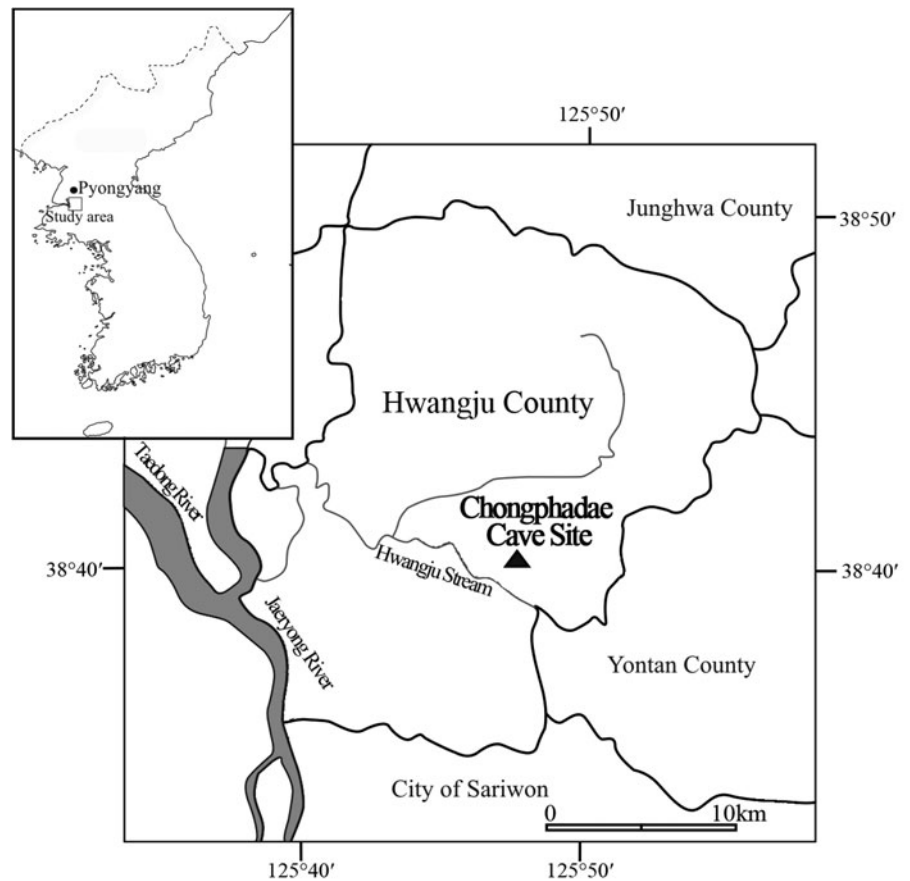 Pyongyang
Study area
125°50′
Junghwa County
38°50′
Hwangju County
Taedong River
Chongphadae
Cave Site
Hwangju Stream
38°40′
38°40′
Jaeryong River
Yontan County
City of Sariwon
0 10km
125°40′
125°50′